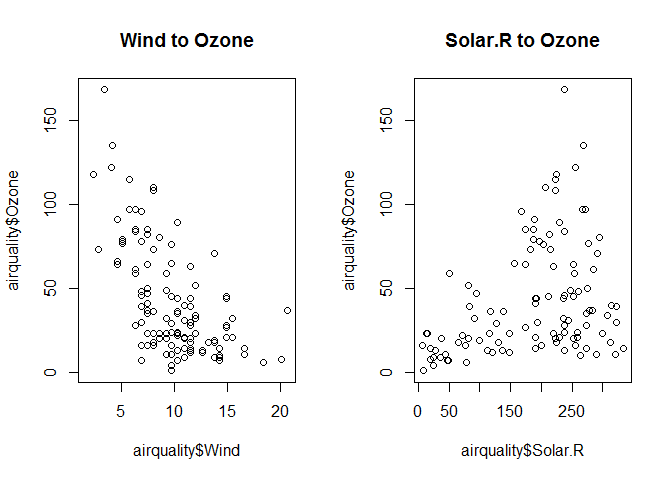 Wind to Ozone
airquality$Ozone
0 50 100 150
5 10 15 20
airquality$Wind
Solar.R to Ozone
airquality$Ozone
0 50 100 150
0 50 150 250
airquality$Solar.R